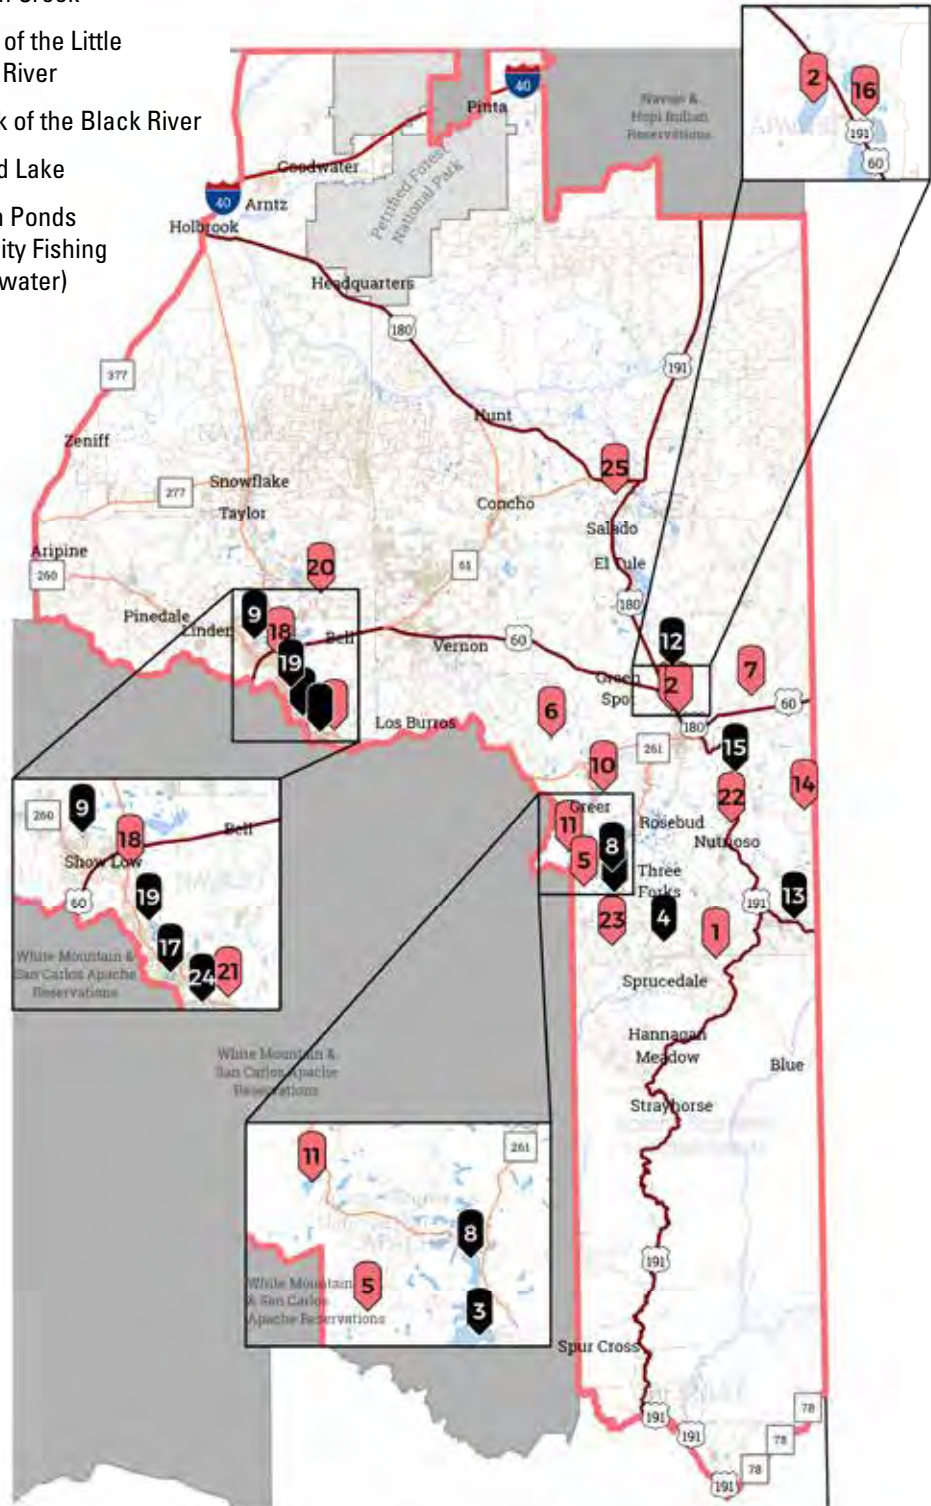 of the Little
River
k of the Black River
d Lake
n Ponds
ity Fishing
water)
2
16
191
60
Navajo &
Hopi Indian
Reservations
40
Pinta
Goodwater
Petrified Forest
National Park
40
Arntz
Holbrook
Headquarters
180
377
191
Hunt
Zeniff
25
Snowflake
277
Concho
Taylor
Salado
Aripine
61
El Tule
20
260
180
9
Pinedale
18
Linder
Bell
60
12
Vernon
19
7
Green
Spot
2
60
6
Los Burros
180
261
15
10
14
22
9
Greer
260
11
Rosebud
18
Bell
8
Nutrioso
Show Low
5
Three
Forks
19
60
191
13
23
4
1
17
White Mountain &
San Carlos Apache
Reservations
24
21
Sprucedale
Hannagan
Meadow
White Mountain &
San Carlos Apache
Reservations
Blue
Strayhorse
11
261
8
191
5
White Mountain
& San Carlos
Apache Reservations
3
Spur Cross
78
191
191
78
78
191